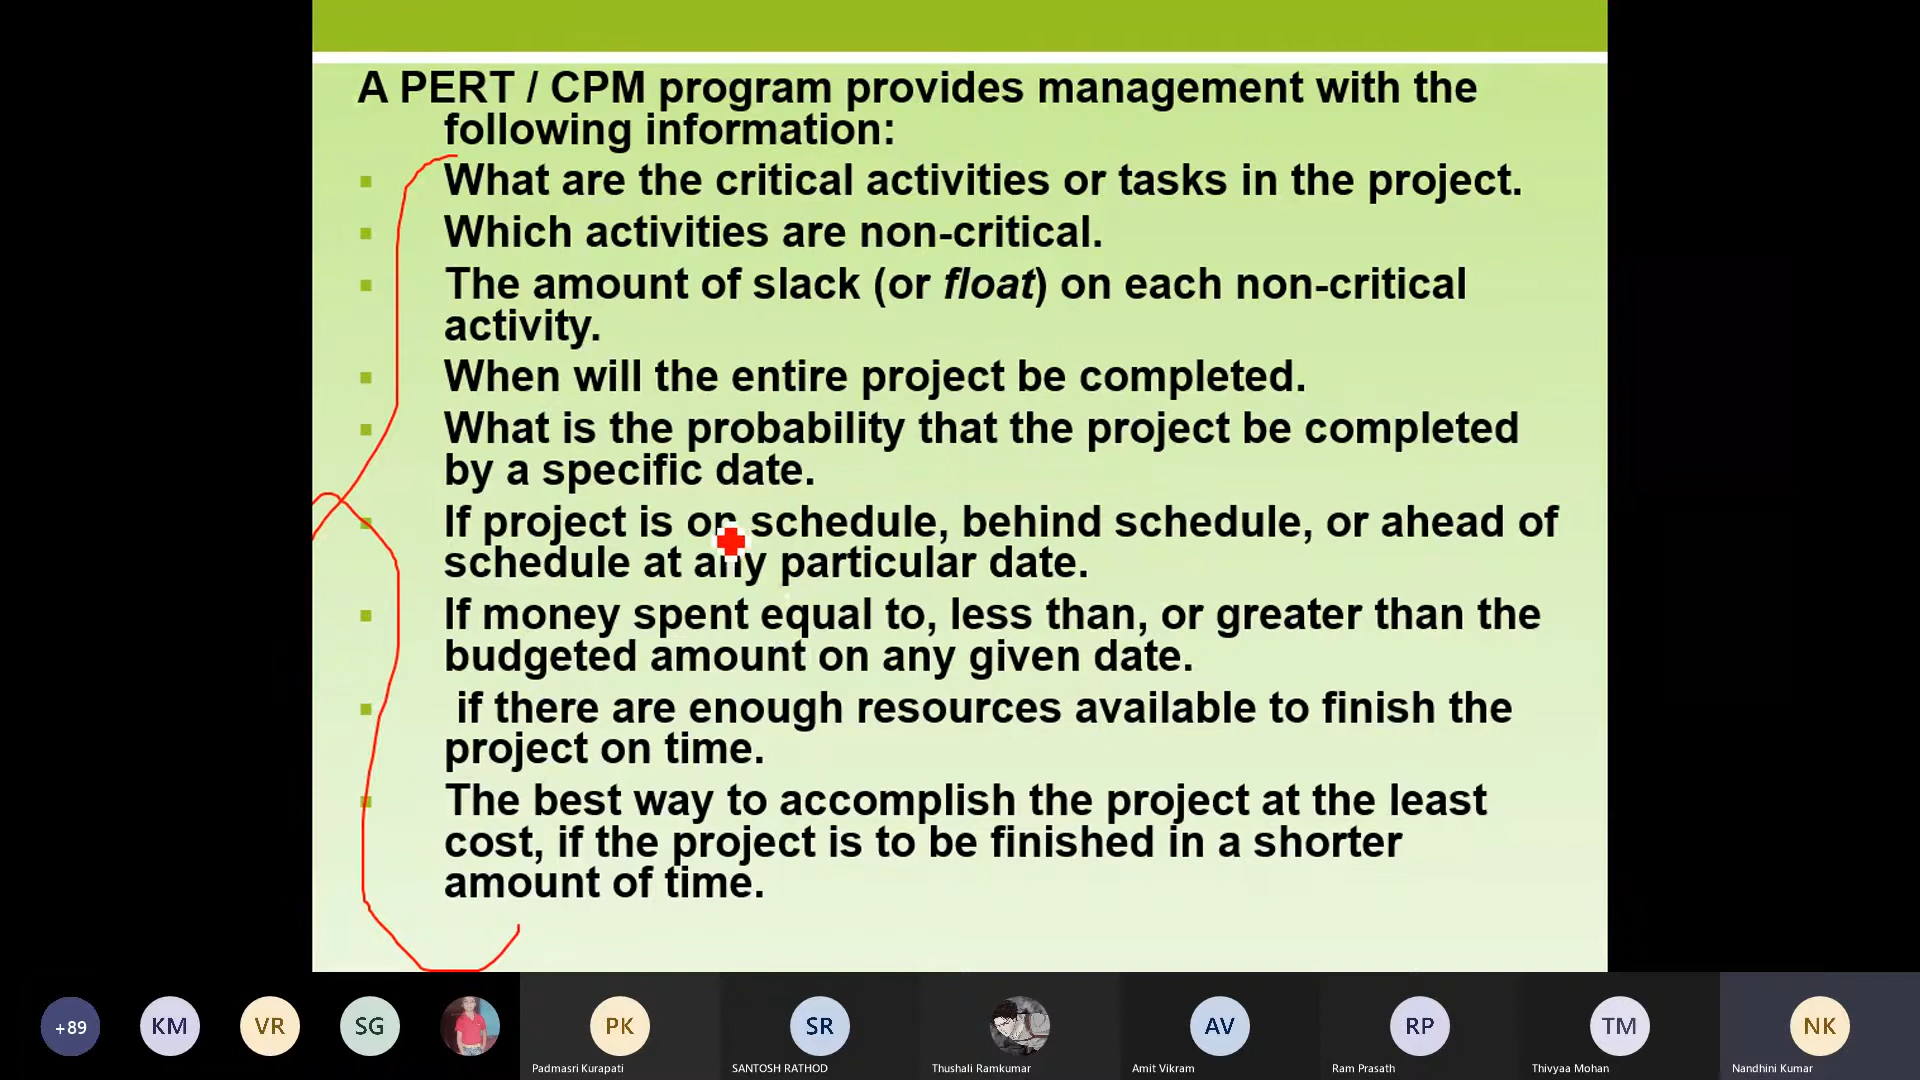 A PERT / CPM program provides management with the
following information:
What are the critical activities or tasks in the project.
Which activities are non-critical.
The amount of slack (or float) on each non-critical
activity.
When will the entire project be completed.
What is the probability that the project be completed
by a specific date.
If project is on schedule, behind schedule, or ahead of
schedule at any particular date.
If money spent equal to, less than, or greater than the
budgeted amount on any given date.
if there are enough resources available to finish the
project on time.
The best way to accomplish the project at the least
cost, if the project is to be finished in a shorter
amount of time.
+89 KM VR SG PK SR AV RP TM NK
Padmasri Kurapati SANTOSH RATHOD Thushali Ramkumar Amit Vikram Ram Prasath Thivyaa Mohan Nandhini Kumar